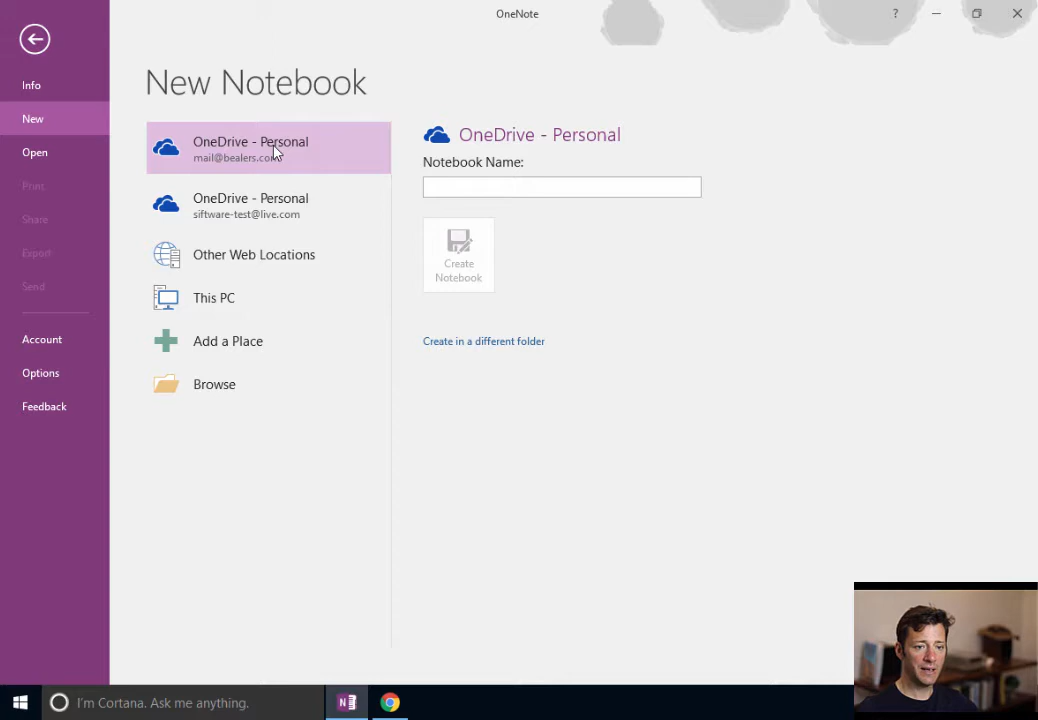 OneNote
?
Info
New
Open
Print
Share
Export
Send
Account
Options
Feedback
New Notebook
OneDrive - Personal
mail@bealers.com
OneDrive - Personal
siftware-test@live.com
Other Web Locations
This PC
Add a Place
Browse
OneDrive - Personal
Notebook Name:
Create
Notebook
Create in a different folder
I'm Cortana. Ask me anything.
N